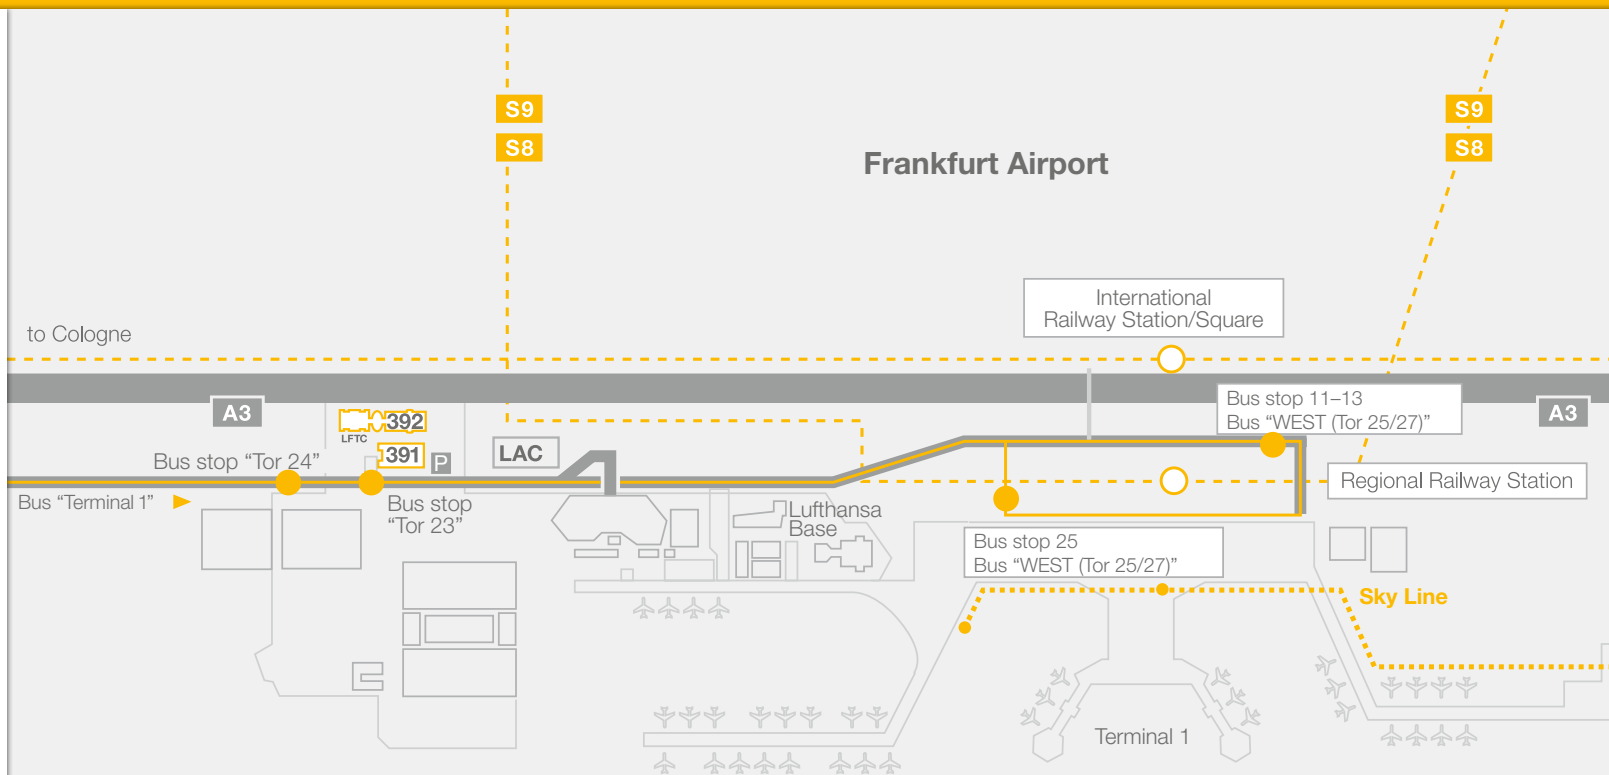 S9
S8
S9
S8
Frankfurt Airport
International
Railway Station/Square
to Cologne
A3
392
LFTC
391
P
LAC
Bus stop 11–13
Bus “WEST (Tor 25/27)”
A3
Bus stop “Tor 24”
Bus “Terminal 1”
Bus stop
“Tor 23”
Regional Railway Station
Lufthansa
Base
Bus stop 25
Bus “WEST (Tor 25/27)”
Sky Line
Terminal 1